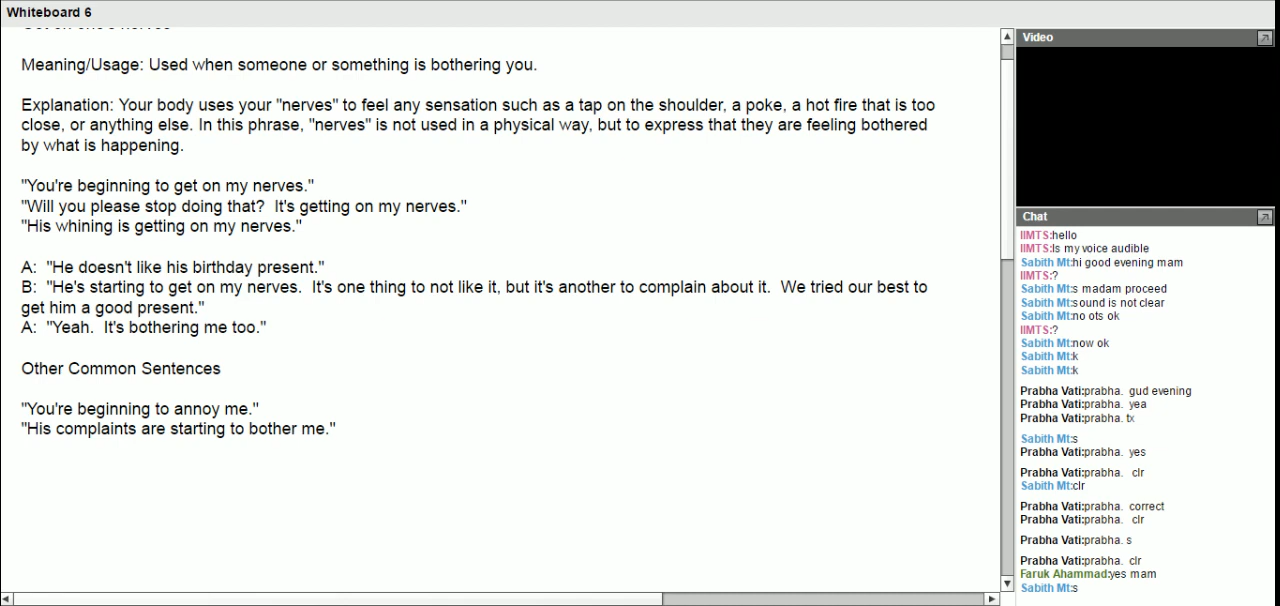 Whiteboard 6
Get on one's nerves
Meaning/Usage: Used when someone or something is bothering you.
Explanation: Your body uses your "nerves" to feel any sensation such as a tap on the shoulder, a poke, a hot fire that is too
close, or anything else. In this phrase, "nerves" is not used in a physical way, but to express that they are feeling bothered
by what is happening.
"You're beginning to get on my nerves."
"Will you please stop doing that?  It's getting on my nerves."
"His whining is getting on my nerves."
A:  "He doesn't like his birthday present."
B:  "He's starting to get on my nerves.  It's one thing to not like it, but it's another to complain about it.  We tried our best to
get him a good present."
A:  "Yeah.  It's bothering me too."
Other Common Sentences
"You're beginning to annoy me."
"His complaints are starting to bother me."
Video
Chat
IIMTS:hello
IIMTS:Is my voice audible
Sabith Mt:hi good evening mam
IIMTS:?
Sabith Mt:s madam proceed
Sabith Mt:sound is not clear
Sabith Mt:no ots ok
IIMTS:?
Sabith Mt:now ok
Sabith Mt:k
Sabith Mt:k
Prabha Vati:prabha.  gud evening
Prabha Vati:prabha.  yea
Prabha Vati:prabha. tx
Sabith Mt:s
Prabha Vati:prabha.  yes
Prabha Vati:prabha.   clr
Sabith Mt:clr
Prabha Vati:prabha.  correct
Prabha Vati:prabha.   clr
Prabha Vati:prabha. s
Prabha Vati:prabha.  clr
Faruk Ahammad:yes mam
Sabith Mt:s